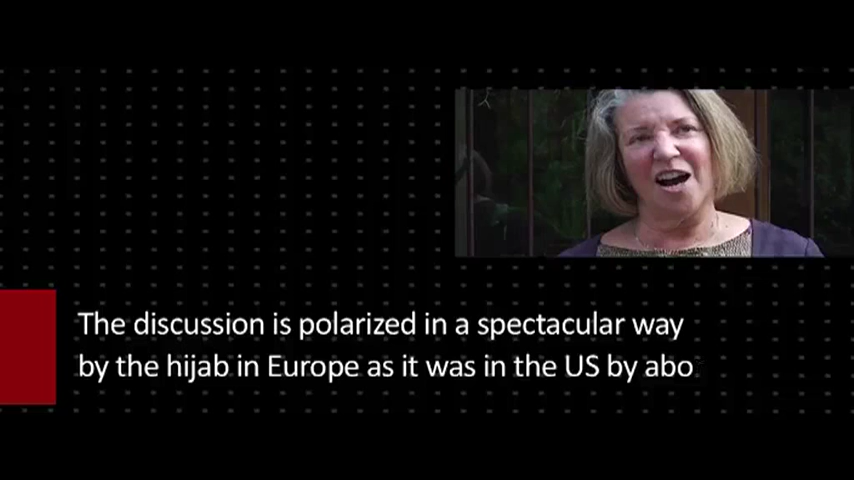 The discussion is polarized in a spectacular way
by the hijab in Europe as it was in the US by abo